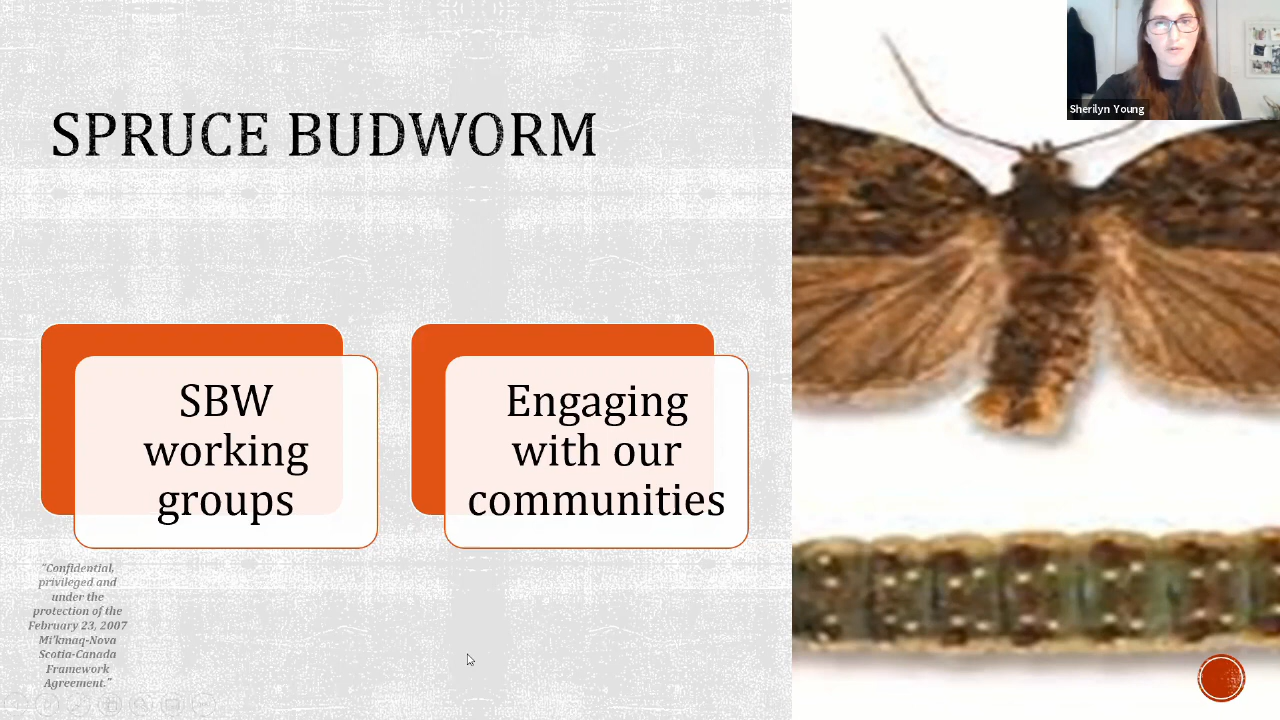 Sherilyn Young
SPRUCE BUDWORM
SBW
working
groups
Engaging
with our
communities
"Confidential,
privileged and
under the
protection of the
February 23, 2007
Mi'kmaq-Nova
Scotia-Canada
Framework
Agreement."